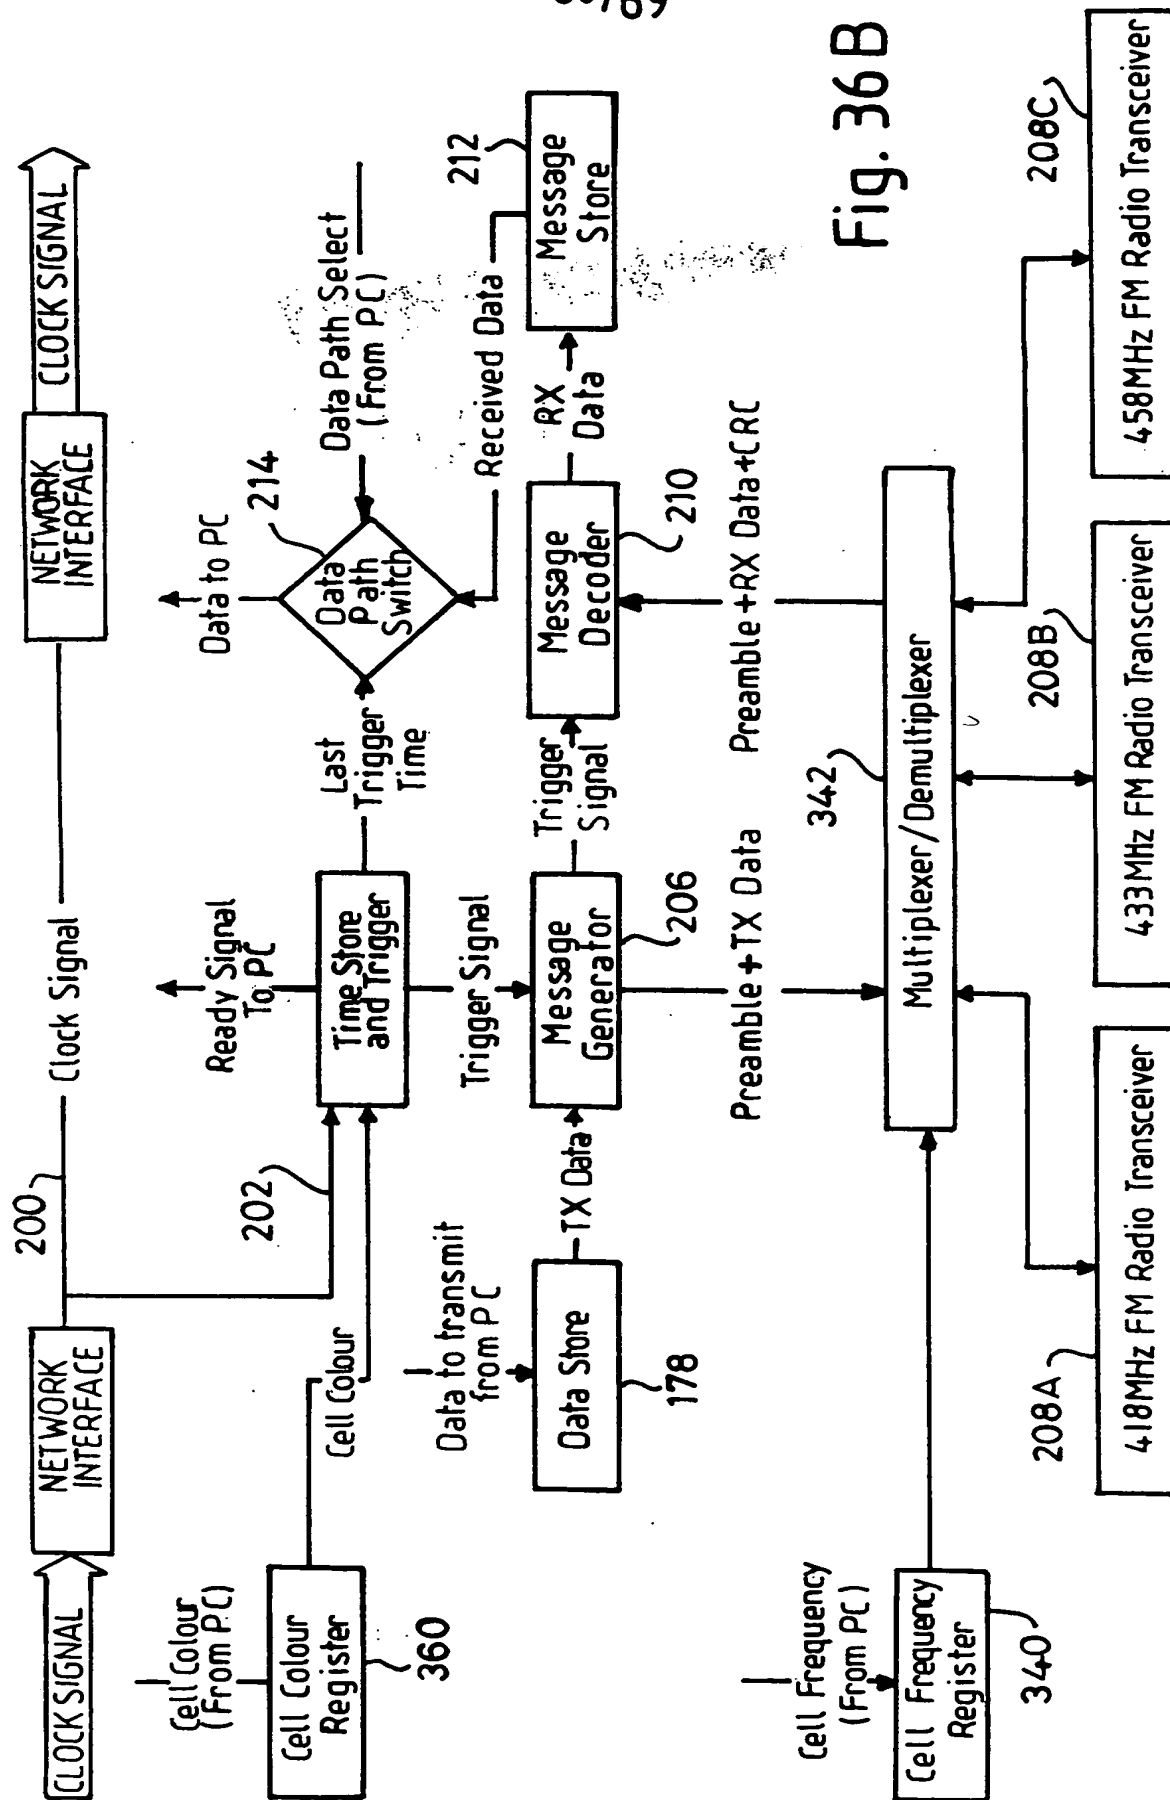 CLOCK SIGNAL
NETWORK
INTERFACE
200
Clock Signal
NETWORK
INTERFACE
CLOCK SIGNAL
Cell Colour
(From PC)
Cell Colour
Register
360
Cell Colour
202
Ready Signal
To PC
Time Store
and Trigger
Last
Trigger
Time
Data to PC
214
Data
Path
Switch
Data Path Select
(From PC)
Data to transmit
from PC
Data Store
178
TX Data
Trigger Signal
Message
Generator
206
Trigger
Signal
Message
Decoder
210
RX
Data
Received Data
212
Message
Store
Preamble+TX Data
Preamble+RX Data+CRC
Cell Frequency
(From PC)
Cell Frequency
Register
340
342
Multiplexer/Demultiplexer
208A
418MHz FM Radio Transceiver
208B
433MHz FM Radio Transceiver
208C
458MHz FM Radio Transceiver
Fig. 36B